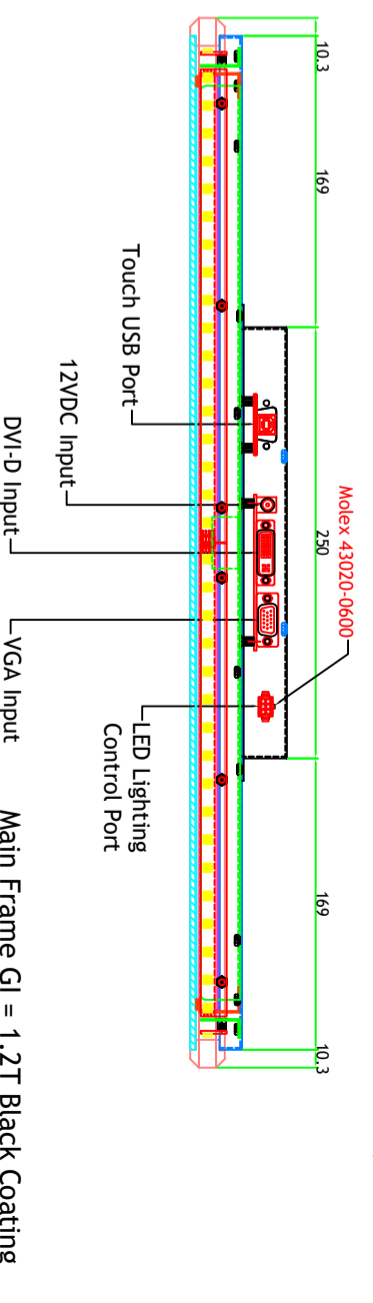 10.3
169
250
169
10.3
Molex 43020-0600
Touch USB Port
12VDC Input
DVI-D Input
VGA Input
LED Lighting
Control Port
Main Frame GI = 1.2T Black Coating